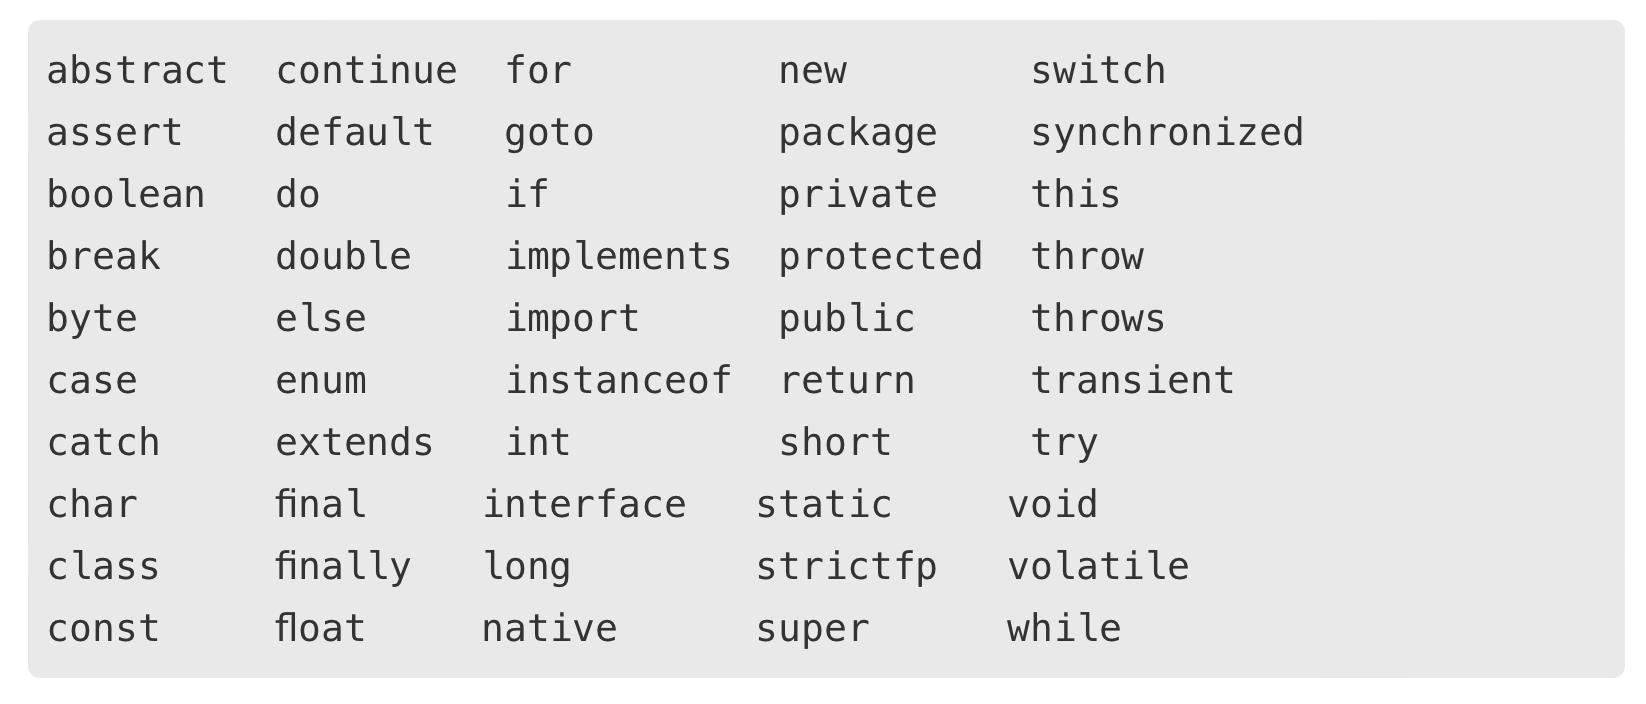 abstract continue for new switch
assert default goto package synchronized
boolean do if private this
break double implements protected throw
byte else import public throws
case enum instanceof return transient
catch extends int short try
char final interface static void
class finally long strictfp volatile
const float native super while